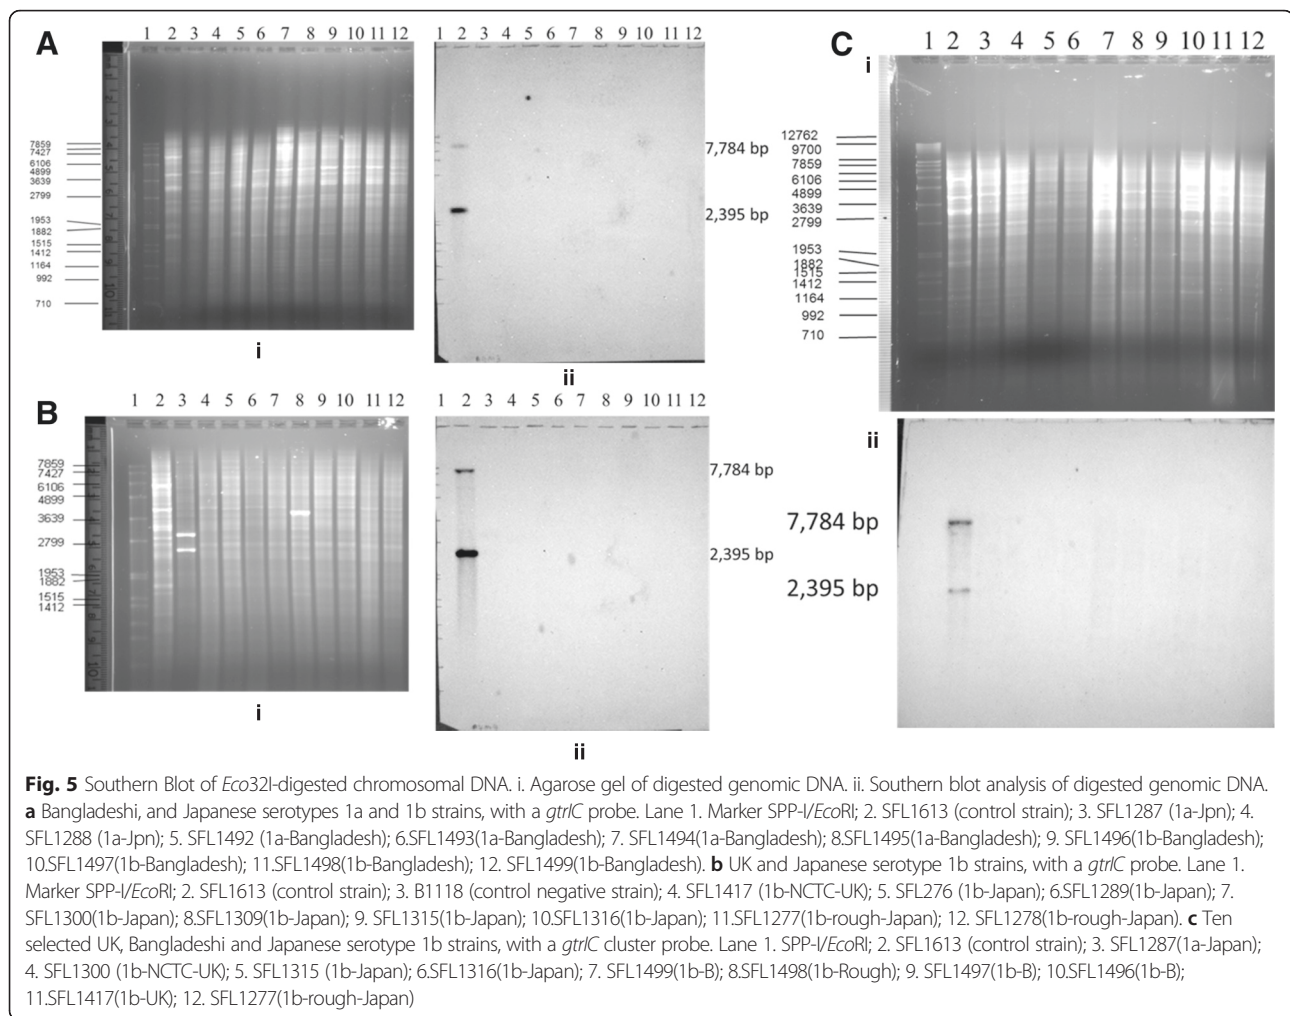 A
1 2 3 4 5 6 7 8 9 10 11 12
7859
7427
6106
4899
3639
2799
1953
1882
1515
1412
1164
992
710
i
1 2 3 4 5 6 7 8 9 10 11 12
7,784 bp
2,395 bp
ii
B
1 2 3 4 5 6 7 8 9 10 11 12
7859
7427
6106
4899
3639
2799
1953
1882
1515
1412
i
1 2 3 4 5 6 7 8 9 10 11 12
7,784 bp
2,395 bp
ii
C
i
1 2 3 4 5 6 7 8 9 10 11 12
12762
9700
7859
6106
4899
3639
2799
1953
1882
1515
1412
1164
992
710
ii
7,784 bp
2,395 bp
Fig. 5 Southern Blot of Eco32I-digested chromosomal DNA. i. Agarose gel of digested genomic DNA. ii. Southern blot analysis of digested genomic DNA.
a Bangladeshi, and Japanese serotypes 1a and 1b strains, with a gtrIC probe. Lane 1. Marker SPP-I/EcoRI; 2. SFL1613 (control strain); 3. SFL1287 (1a-Jpn); 4.
SFL1288 (1a-Jpn); 5. SFL1492 (1a-Bangladesh); 6.SFL1493(1a-Bangladesh); 7. SFL1494(1a-Bangladesh); 8.SFL1495(1a-Bangladesh); 9. SFL1496(1b-Bangladesh);
10.SFL1497(1b-Bangladesh); 11.SFL1498(1b-Bangladesh); 12. SFL1499(1b-Bangladesh). b UK and Japanese serotype 1b strains, with a gtrIC probe. Lane 1.
Marker SPP-I/EcoRI; 2. SFL1613 (control strain); 3. B1118 (control negative strain); 4. SFL1417 (1b-NCTC-UK); 5. SFL276 (1b-Japan); 6.SFL1289(1b-Japan); 7.
SFL1300(1b-Japan); 8.SFL1309(1b-Japan); 9. SFL1315(1b-Japan); 10.SFL1316(1b-Japan); 11.SFL1277(1b-rough-Japan); 12. SFL1278(1b-rough-Japan). c Ten
selected UK, Bangladeshi and Japanese serotype 1b strains, with a gtrIC cluster probe. Lane 1. SPP-I/EcoRI; 2. SFL1613 (control strain); 3. SFL1287(1a-Japan);
4. SFL1300 (1b-NCTC-UK); 5. SFL1315 (1b-Japan); 6.SFL1316(1b-Japan); 7. SFL1499(1b-B); 8.SFL1498(1b-Rough); 9. SFL1497(1b-B); 10.SFL1496(1b-B);
11.SFL1417(1b-UK); 12. SFL1277(1b-rough-Japan)